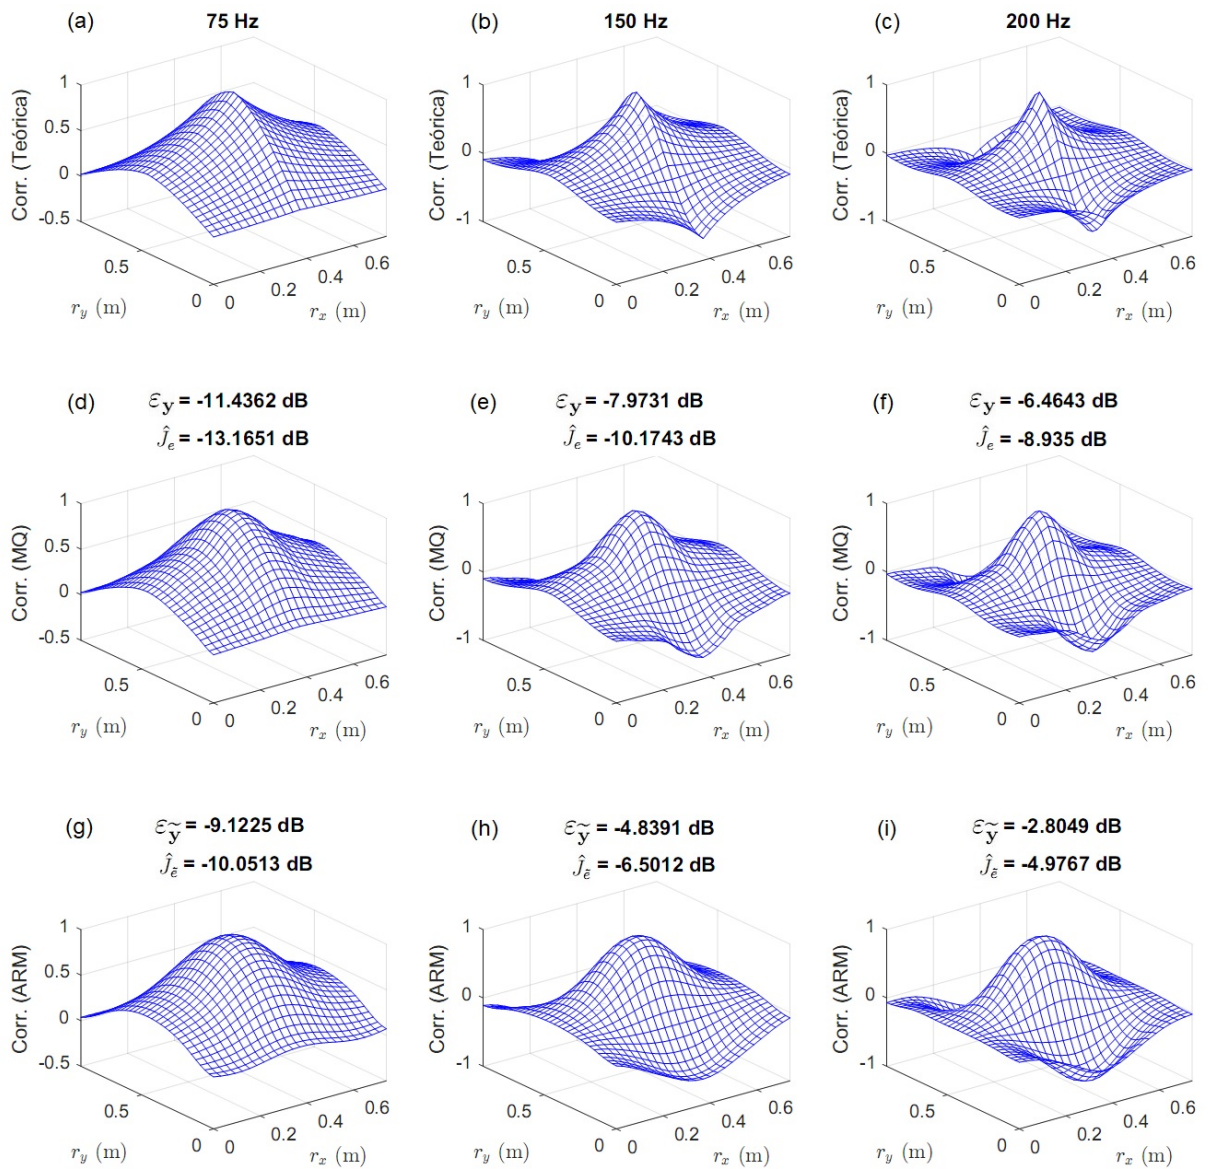 (a) 75 Hz (b) 150 Hz (c) 200 Hz
Corr. (Teórica) 1 0.5 0 -0.5 0.5 0 r_y (m) 0 0.2 0.4 0.6 r_x (m)
Corr. (Teórica) 1 0 -1 0.5 0 r_y (m) 0 0.2 0.4 0.6 r_x (m)
Corr. (Teórica) 1 0 -1 0.5 0 r_y (m) 0 0.2 0.4 0.6 r_x (m)
(d) ε_y = -11.4362 dB (e) ε_y = -7.9731 dB (f) ε_y = -6.4643 dB
Ĵ_e = -13.1651 dB Ĵ_e = -10.1743 dB Ĵ_e = -8.935 dB
Corr. (MQ) 1 0.5 0 -0.5 0.5 0 r_y (m) 0 0.2 0.4 0.6 r_x (m)
Corr. (MQ) 1 0 -1 0.5 0 r_y (m) 0 0.2 0.4 0.6 r_x (m)
Corr. (MQ) 1 0 -1 0.5 0 r_y (m) 0 0.2 0.4 0.6 r_x (m)
(g) ε_ỹ = -9.1225 dB (h) ε_ỹ = -4.8391 dB (i) ε_ỹ = -2.8049 dB
Ĵ_ẽ = -10.0513 dB Ĵ_ẽ = -6.5012 dB Ĵ_ẽ = -4.9767 dB
Corr. (ARM) 1 0.5 0 -0.5 0.5 0 r_y (m) 0 0.2 0.4 0.6 r_x (m)
Corr. (ARM) 1 0 -1 0.5 0 r_y (m) 0 0.2 0.4 0.6 r_x (m)
Corr. (ARM) 1 0 -1 0.5 0 r_y (m) 0 0.2 0.4 0.6 r_x (m)